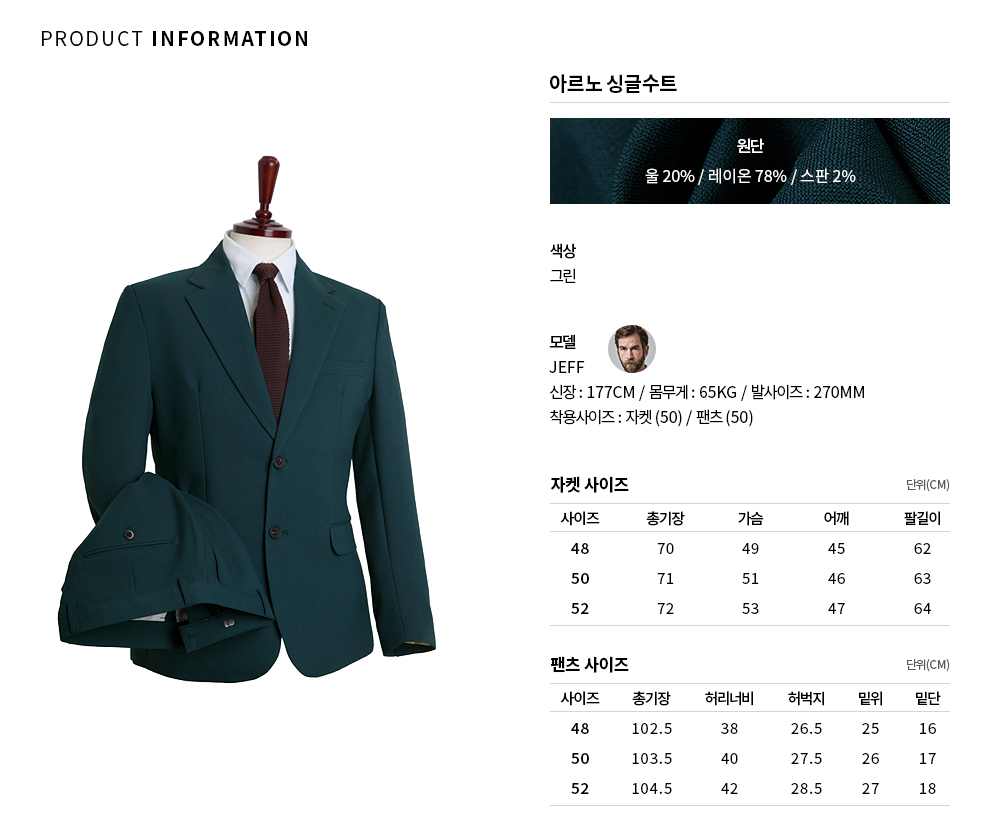 PRODUCT INFORMATION
아르노 싱글수트
원단
울 20% / 레이온 78% / 스판 2%
색상
그린
모델
JEFF
신장 : 177CM / 몸무게 : 65KG / 발사이즈 : 270MM
착용사이즈 : 자켓 (50) / 팬츠 (50)
자켓 사이즈 단위(CM)
사이즈 총기장 가슴 어깨 팔길이
48 70 49 45 62
50 71 51 46 63
52 72 53 47 64
팬츠 사이즈 단위(CM)
사이즈 총기장 허리너비 허벅지 밑위 밑단
48 102.5 38 26.5 25 16
50 103.5 40 27.5 26 17
52 104.5 42 28.5 27 18